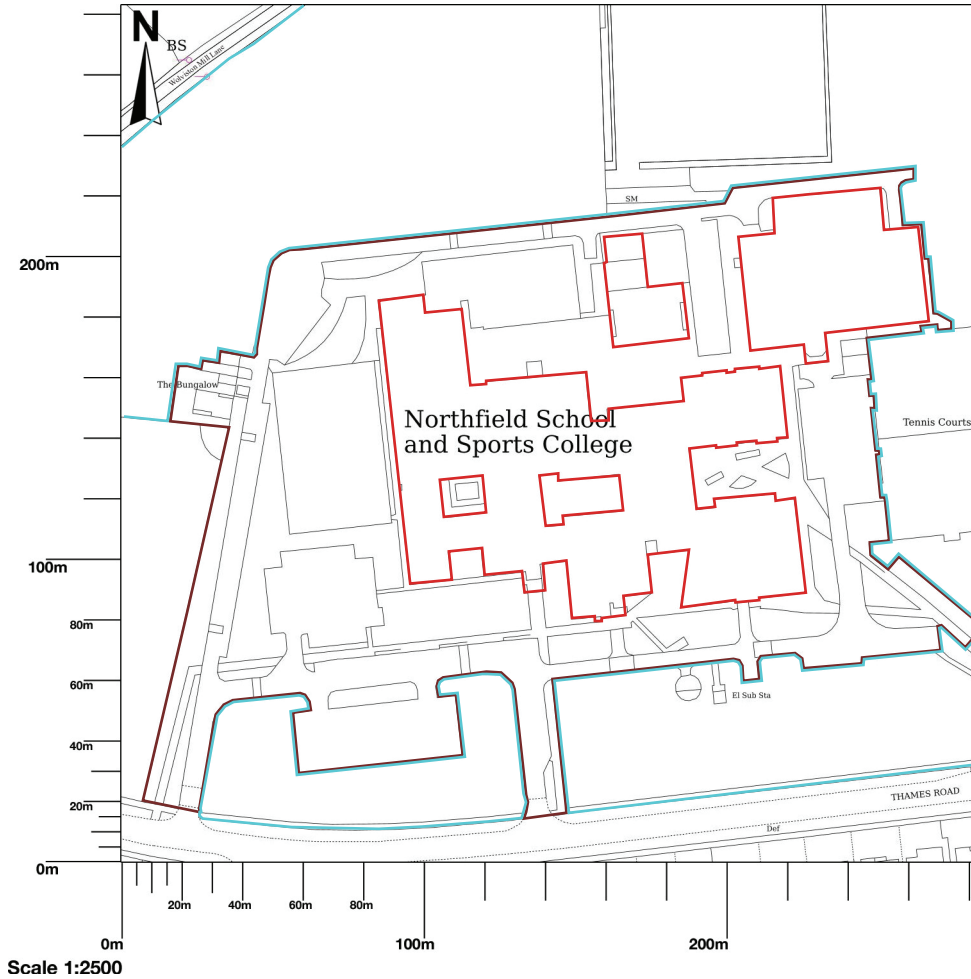 N
BS
Wolviston Mill Lane
SM
200m
The Bungalow
Northfield School
and Sports College
Tennis Courts
100m
80m
60m
El Sub Sta
40m
20m
THAMES ROAD
Def
0m
20m
40m
60m
80m
0m
100m
200m
Scale 1:2500